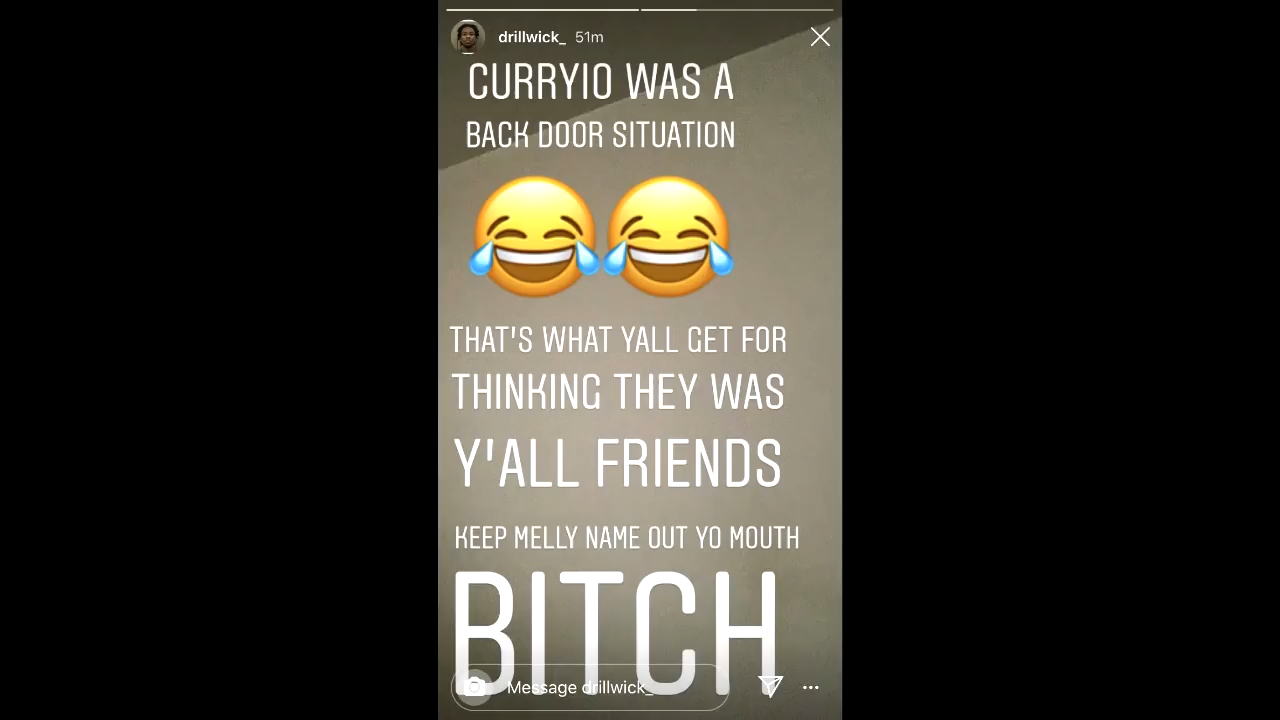 drillwick_ 51m
CURRYIO WAS A
BACK DOOR SITUATION
😂😂
THAT'S WHAT YALL GET FOR
THINKING THEY WAS
Y'ALL FRIENDS
KEEP MELLY NAME OUT YO MOUTH
BITCH
Message drillwick_